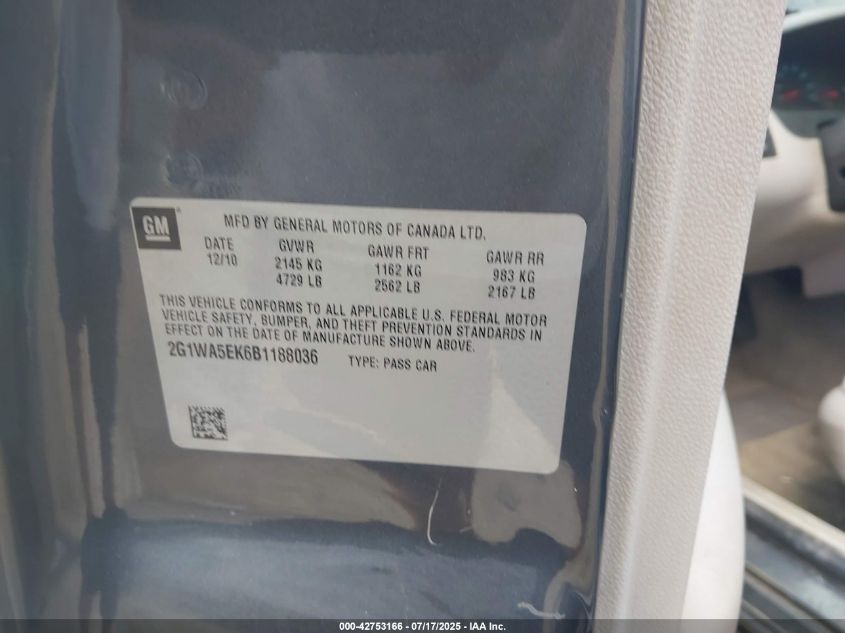 GM
MFD BY GENERAL MOTORS OF CANADA LTD.
DATE GVWR GAWR FRT GAWR RR
12/10 2145 KG 1162 KG 983 KG
4729 LB 2562 LB 2167 LB
THIS VEHICLE CONFORMS TO ALL APPLICABLE U.S. FEDERAL MOTOR
VEHICLE SAFETY, BUMPER, AND THEFT PREVENTION STANDARDS IN
EFFECT ON THE DATE OF MANUFACTURE SHOWN ABOVE.
2G1WA5EK6B1188036 TYPE: PASS CAR
000-42753166 - 07/17/2025 - IAA Inc.